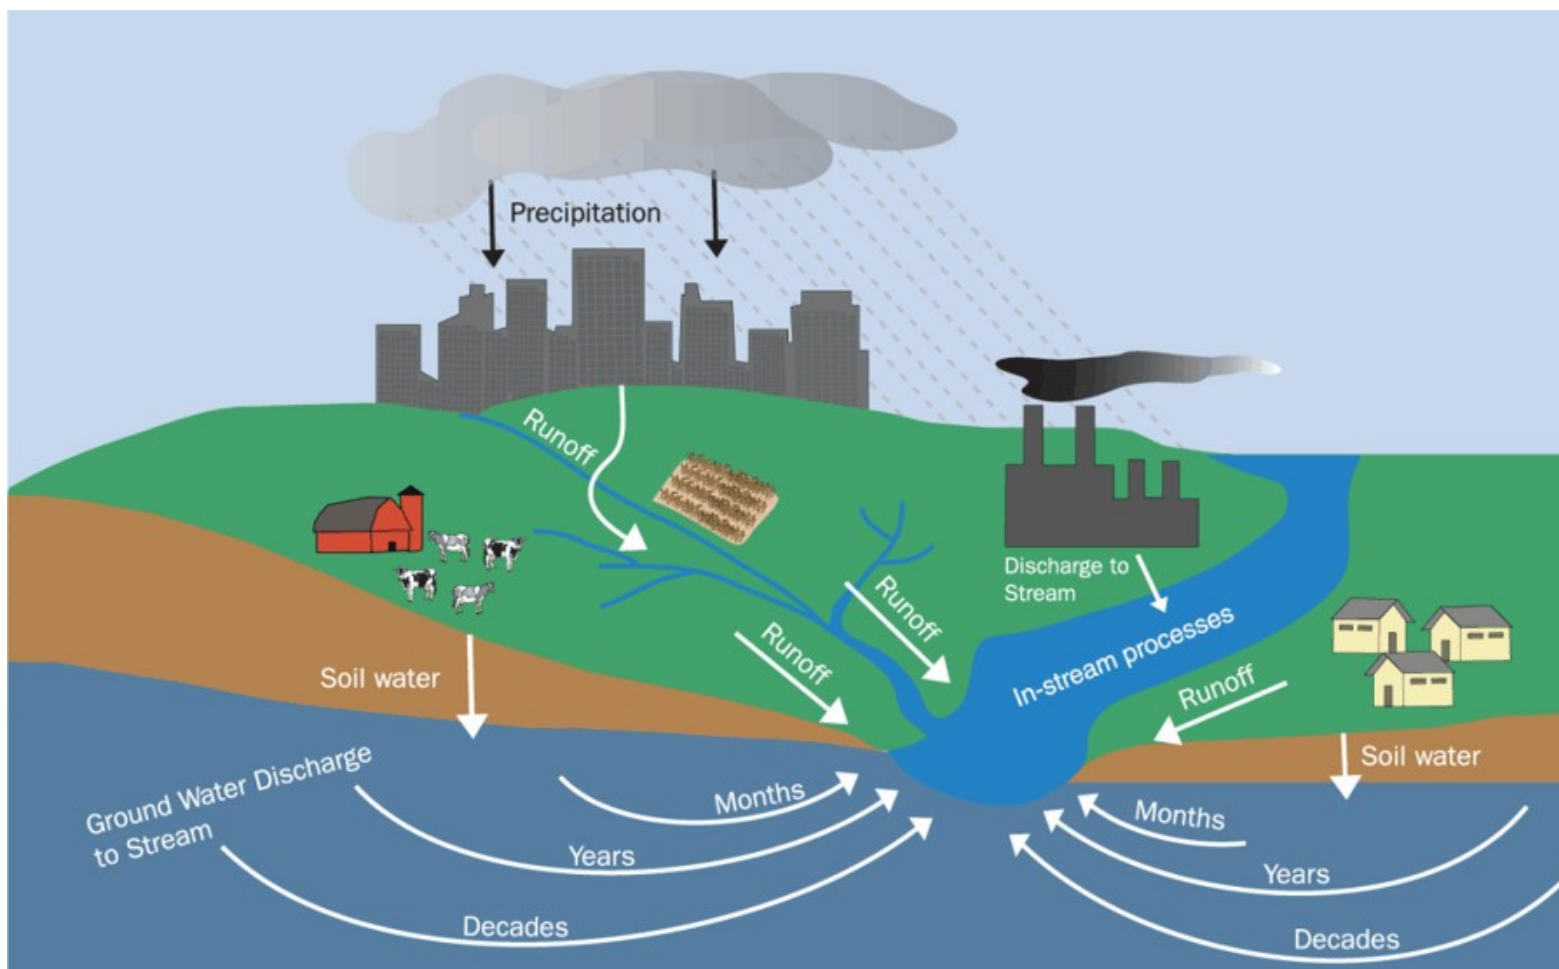 Precipitation
Runoff
Discharge to
Stream
Runoff
Runoff
In-stream processes
Runoff
Soil water
Soil water
Ground Water Discharge
to Stream
Months
Months
Years
Years
Decades
Decades